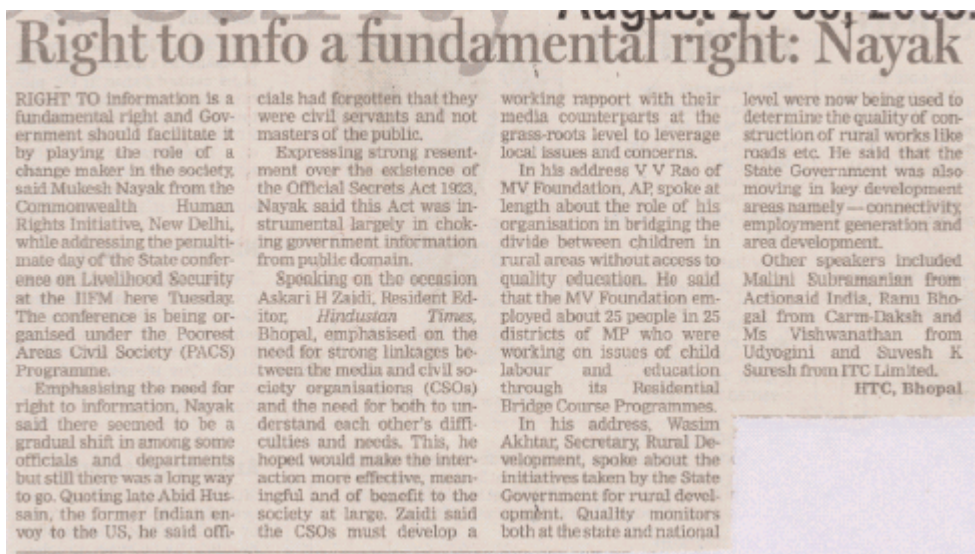 Right to info a fundamental right: Nayak
RIGHT TO information is a
fundamental right and Gov-
ernment should facilitate it
by playing the role of a
change maker in the society,
said Mukesh Nayak from the
Commonwealth Human
Rights Initiative, New Delhi,
while addressing the penulti-
mate day of the State confer-
ence on Livelihood Security
at the IIFM here Tuesday.
The conference is being or-
ganised under the Poorest
Areas Civil Society (PACS)
Programme.
Emphasising the need for
right to information, Nayak
said there seemed to be a
gradual shift in among some
officials and departments
but still there was a long way
to go. Quoting late Abid Hus-
sain, the former Indian en-
voy to the US, he said offi-
cials had forgotten that they
were civil servants and not
masters of the public.
Expressing strong resent-
ment over the existence of
the Official Secrets Act 1923,
Nayak said this Act was in-
strumental largely in chok-
ing government information
from public domain.
Speaking on the occasion
Askari H Zaidi, Resident Ed-
itor, Hindustan Times,
Bhopal, emphasised on the
need for strong linkages be-
tween the media and civil so-
ciety organisations (CSOs)
and the need for both to un-
derstand each other's diffi-
culties and needs. This, he
hoped would make the inter-
action more effective, mean-
ingful and of benefit to the
society at large. Zaidi said
the CSOs must develop a
working rapport with their
media counterparts at the
grass-roots level to leverage
local issues and concerns.
In his address V V Rao of
MV Foundation, AP, spoke at
length about the role of his
organisation in bridging the
divide between children in
rural areas without access to
quality education. He said
that the MV Foundation em-
ployed about 25 people in 25
districts of MP who were
working on issues of child
labour and education
through its Residential
Bridge Course Programmes.
In his address, Wasim
Akhtar, Secretary, Rural De-
velopment, spoke about the
initiatives taken by the State
Government for rural devel-
opment. Quality monitors
both at the state and national
level were now being used to
determine the quality of con-
struction of rural works like
roads etc. He said that the
State Government was also
moving in key development
areas namely — connectivity,
employment generation and
area development.
Other speakers included
Malini Subramanian from
Actionaid India, Ranu Bho-
gal from Carm-Daksh and
Ms Vishwanathan from
Udyogini and Suvesh K
Suresh from ITC Limited.
HTC, Bhopal